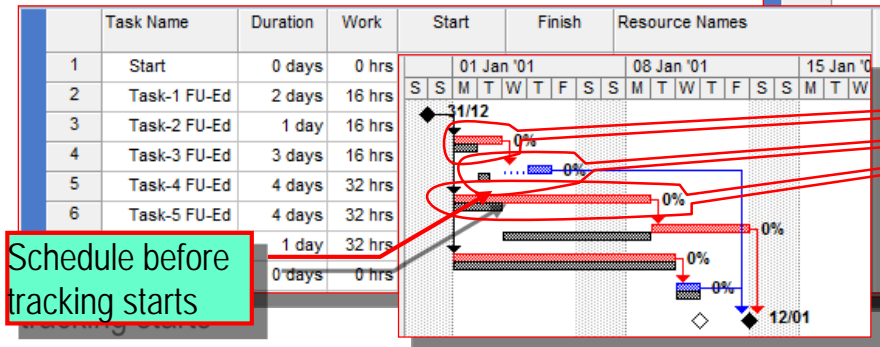 Task Name Duration Work Start Finish Resource Names
1 Start 0 days 0 hrs
01 Jan '01 08 Jan '01 15 Jan '0
S S M T W T F S S M T W T F S S M T W
2 Task-1 FU-Ed 2 days 16 hrs
31/12
3 Task-2 FU-Ed 1 day 16 hrs
0%
4 Task-3 FU-Ed 3 days 16 hrs
0%
5 Task-4 FU-Ed 4 days 32 hrs
0%
6 Task-5 FU-Ed 4 days 32 hrs
0%
1 day 32 hrs
0%
0 days 0 hrs
0%
12/01
Schedule before
tracking starts